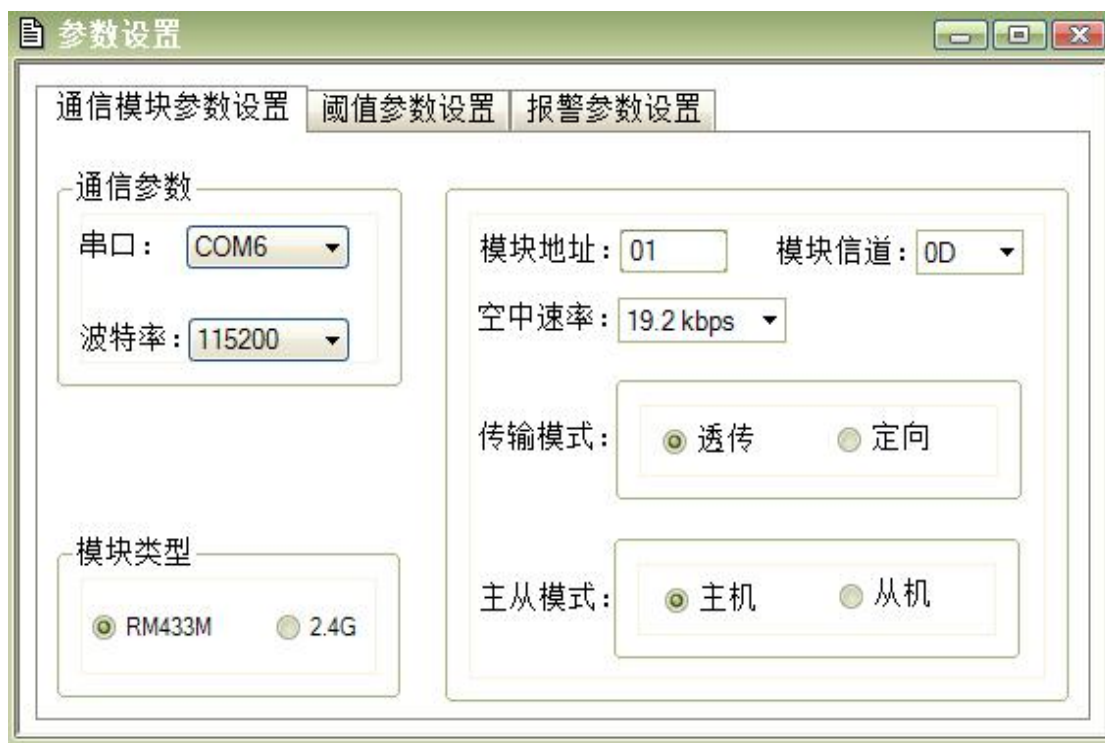 参数设置
通信模块参数设置 阈值参数设置 报警参数设置
通信参数
串口： COM6
波特率：115200
模块类型
RM433M 2.4G
模块地址：01 模块信道：0D
空中速率：19.2 kbps
传输模式： 透传 定向
主从模式： 主机 从机